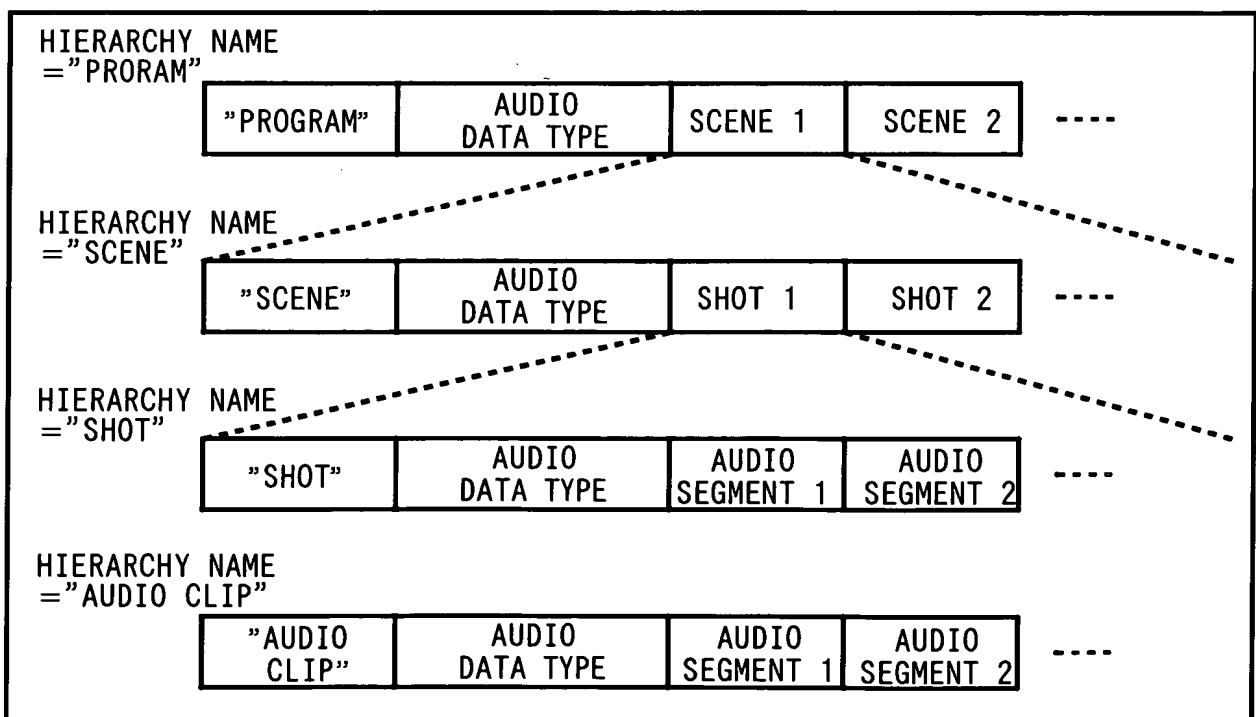 HIERARCHY NAME
="PRORAM"
"PROGRAM"
AUDIO
DATA TYPE
SCENE 1
SCENE 2
----
HIERARCHY NAME
="SCENE"
"SCENE"
AUDIO
DATA TYPE
SHOT 1
SHOT 2
----
HIERARCHY NAME
="SHOT"
"SHOT"
AUDIO
DATA TYPE
AUDIO
SEGMENT 1
AUDIO
SEGMENT 2
----
HIERARCHY NAME
="AUDIO CLIP"
"AUDIO
CLIP"
AUDIO
DATA TYPE
AUDIO
SEGMENT 1
AUDIO
SEGMENT 2
----